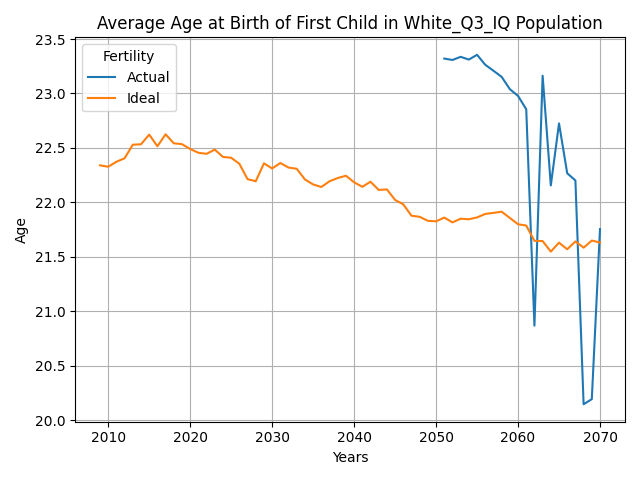 Average Age at Birth of First Child in White_Q3_IQ Population
Fertility
Actual
Ideal
Age
23.5
23.0
22.5
22.0
21.5
21.0
20.5
20.0
2010 2020 2030 2040 2050 2060 2070
Years